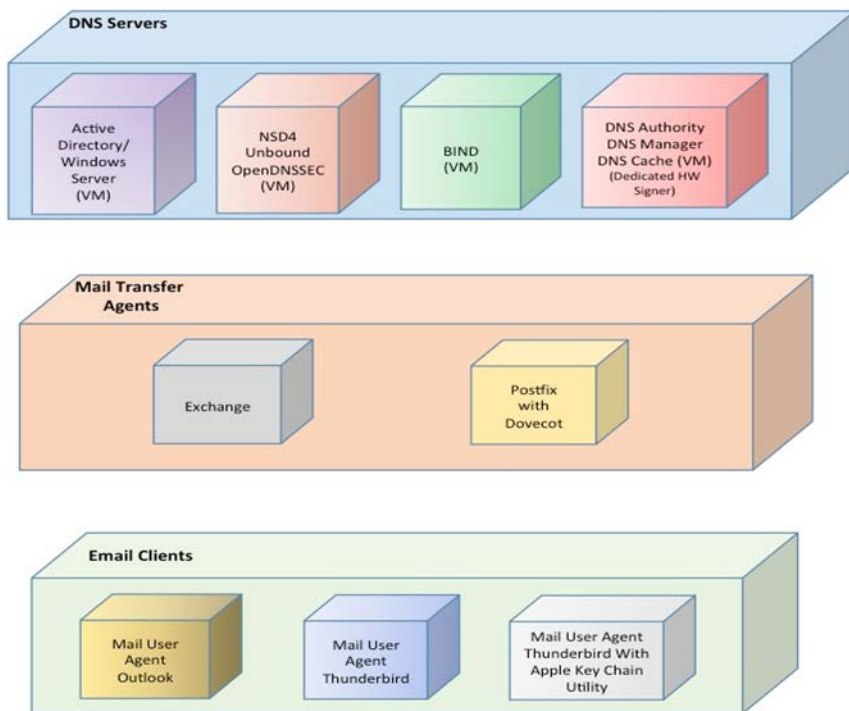 DNS Servers
Active
Directory/
Windows
Server
(VM)
NSD4
Unbound
OpenDNSSEC
(VM)
BIND
(VM)
DNS Authority
DNS Manager
DNS Cache (VM)
(Dedicated HW
Signer)
Mail Transfer
Agents
Exchange
Postfix
with
Dovecot
Email Clients
Mail User
Agent
Outlook
Mail User
Agent
Thunderbird
Mail User Agent
Thunderbird With
Apple Key Chain
Utility